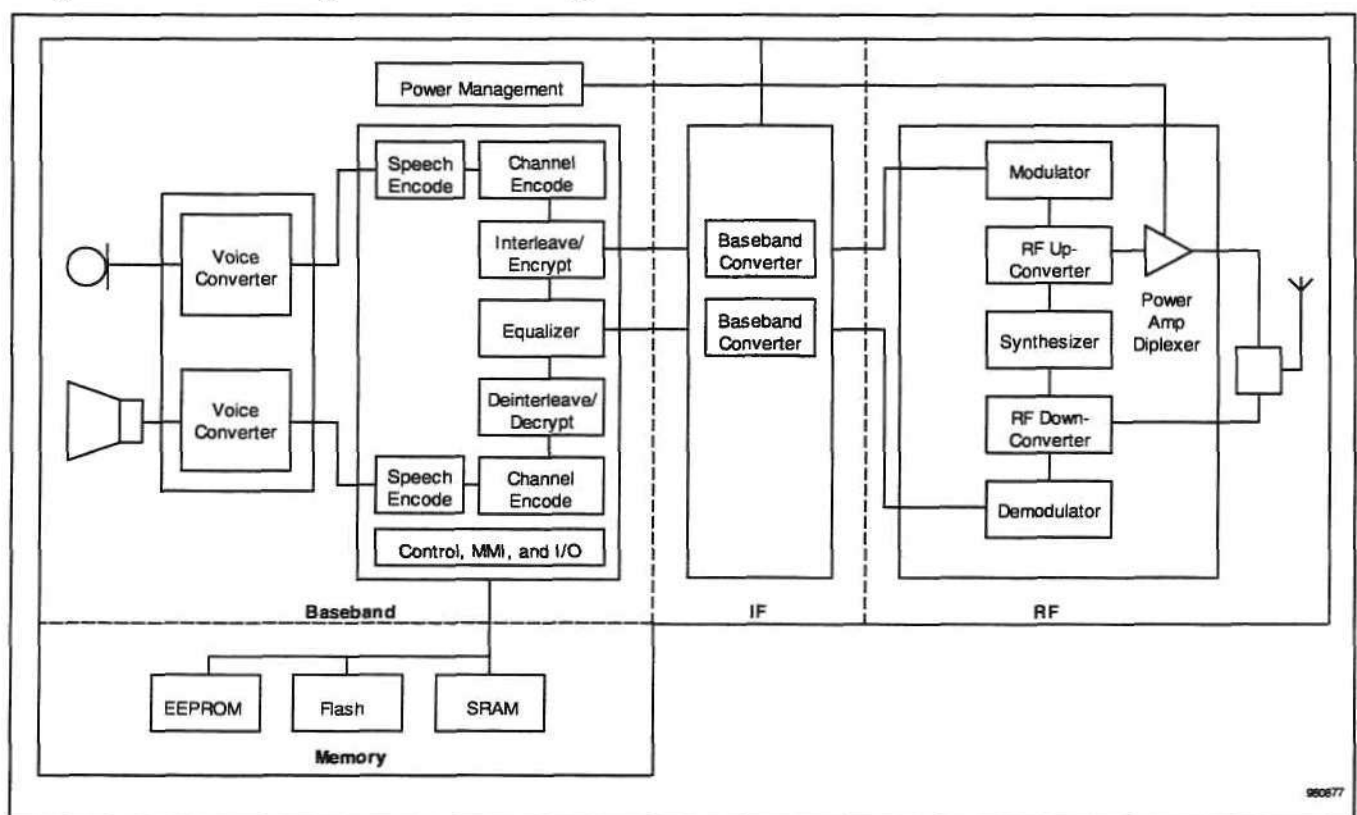 Power Management
Speech
Encode
Channel
Encode
Modulator
Voice
Converter
Interleave/
Encrypt
Baseband
Converter
RF Up-
Converter
Equalizer
Baseband
Converter
Synthesizer
Power
Amp
Diplexer
Voice
Converter
Deinterleave/
Decrypt
RF Down-
Converter
Speech
Encode
Channel
Encode
Demodulator
Control, MMI, and I/O
Baseband
IF
RF
EEPROM
Flash
SRAM
Memory
980877